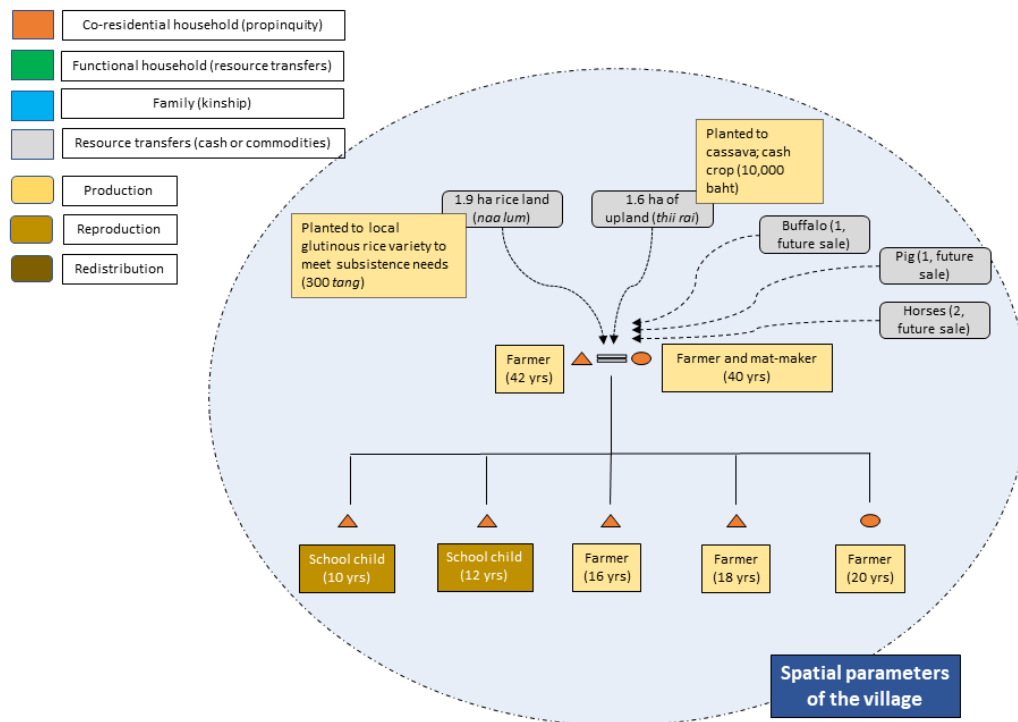 Co-residential household (propinquity)
Functional household (resource transfers)
Family (kinship)
Resource transfers (cash or commodities)
Production
Reproduction
Redistribution
Planted to
cassava; cash
crop (10,000
baht)
1.9 ha rice land
(naa lum)
1.6 ha of
upland (thii rai)
Planted to local
glutinous rice variety to
meet subsistence needs
(300 tang)
Buffalo (1,
future sale)
Pig (1, future
sale)
Horses (2,
future sale)
Farmer
(42 yrs)
Farmer and mat-maker
(40 yrs)
School child
(10 yrs)
School child
(12 yrs)
Farmer
(16 yrs)
Farmer
(18 yrs)
Farmer
(20 yrs)
Spatial parameters
of the village